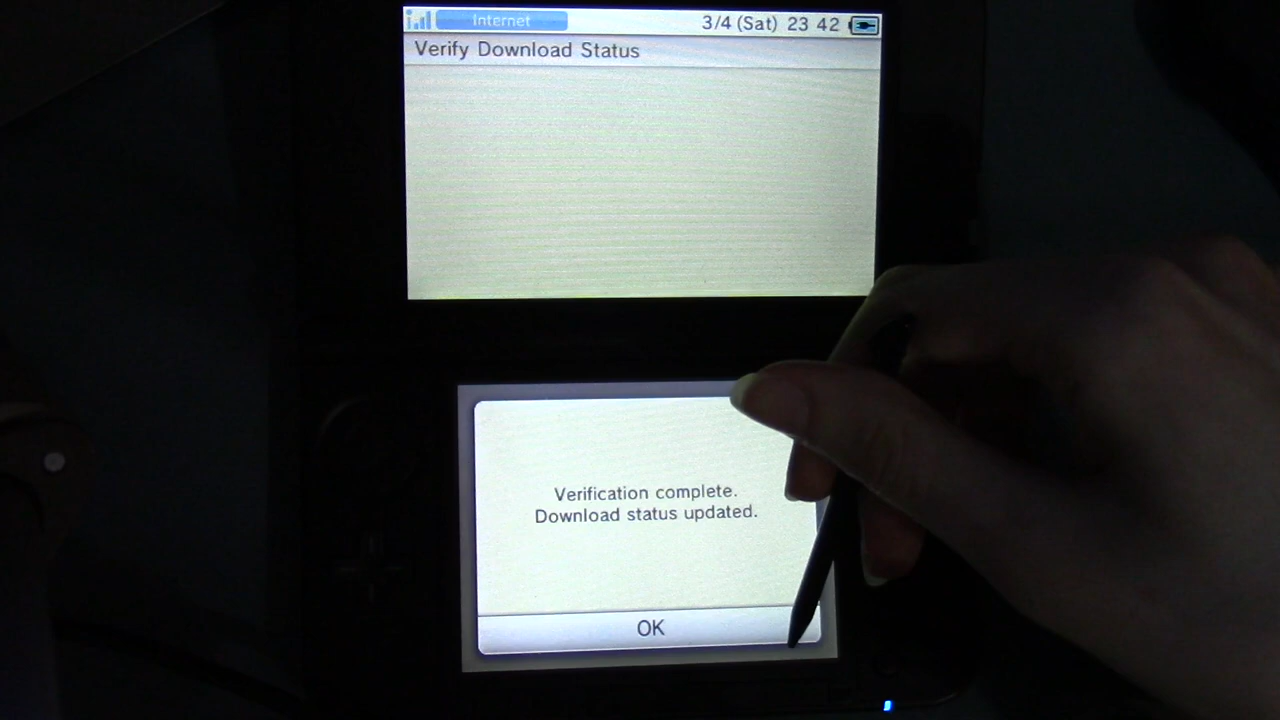 Internet
3/4 (Sat) 23 42
Verify Download Status
Verification complete.
Download status updated.
OK